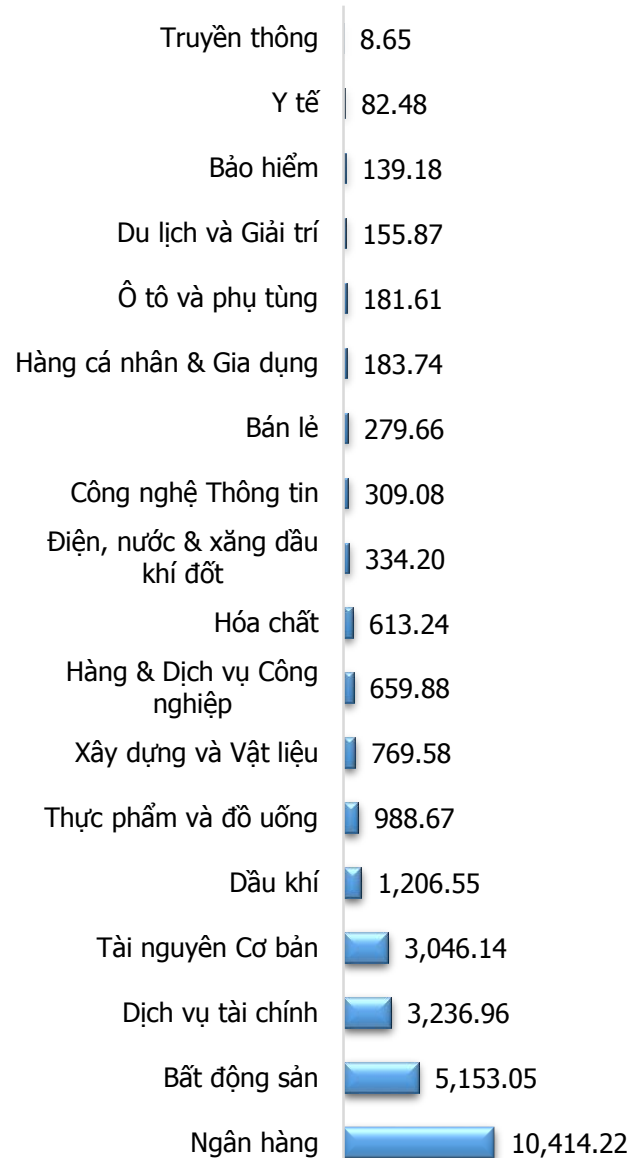 Truyền thông 8.65
Y tế 82.48
Bảo hiểm 139.18
Du lịch và Giải trí 155.87
Ô tô và phụ tùng 181.61
Hàng cá nhân & Gia dụng 183.74
Bán lẻ 279.66
Công nghệ Thông tin 309.08
Điện, nước & xăng dầu
khí đốt 334.20
Hóa chất 613.24
Hàng & Dịch vụ Công
nghiệp 659.88
Xây dựng và Vật liệu 769.58
Thực phẩm và đồ uống 988.67
Dầu khí 1,206.55
Tài nguyên Cơ bản 3,046.14
Dịch vụ tài chính 3,236.96
Bất động sản 5,153.05
Ngân hàng 10,414.22